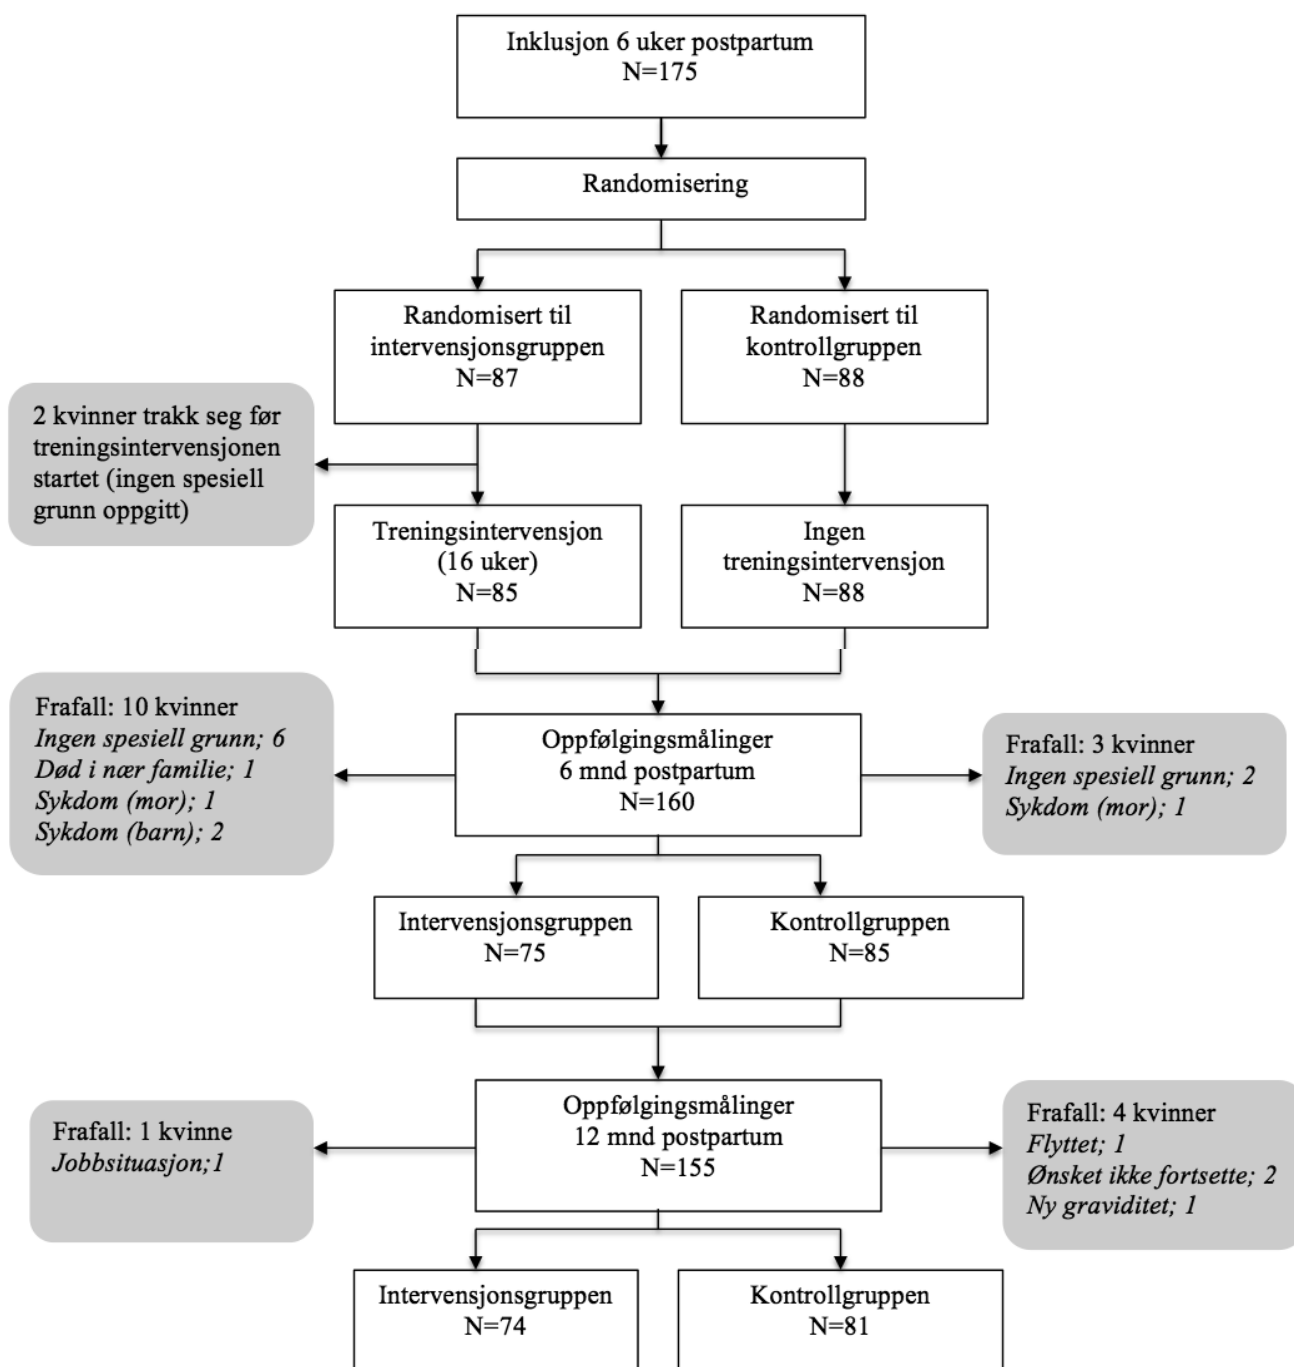 Inklusjon 6 uker postpartum
N=175
Randomisering
Randomisert til
intervensjonsgruppen
N=87
Randomisert til
kontrollgruppen
N=88
2 kvinner trakk seg før
treningsintervensjonen
startet (ingen spesiell
grunn oppgitt)
Treningsintervensjon
(16 uker)
N=85
Ingen
treningsintervensjon
N=88
Frafall: 10 kvinner
Ingen spesiell grunn; 6
Død i nær familie; 1
Sykdom (mor); 1
Sykdom (barn); 2
Oppfølgingsmålinger
6 mnd postpartum
N=160
Frafall: 3 kvinner
Ingen spesiell grunn; 2
Sykdom (mor); 1
Intervensjonsgruppen
N=75
Kontrollgruppen
N=85
Frafall: 1 kvinne
Jobbsituasjon;1
Oppfølgingsmålinger
12 mnd postpartum
N=155
Frafall: 4 kvinner
Flyttet; 1
Ønsket ikke fortsette; 2
Ny graviditet; 1
Intervensjonsgruppen
N=74
Kontrollgruppen
N=81